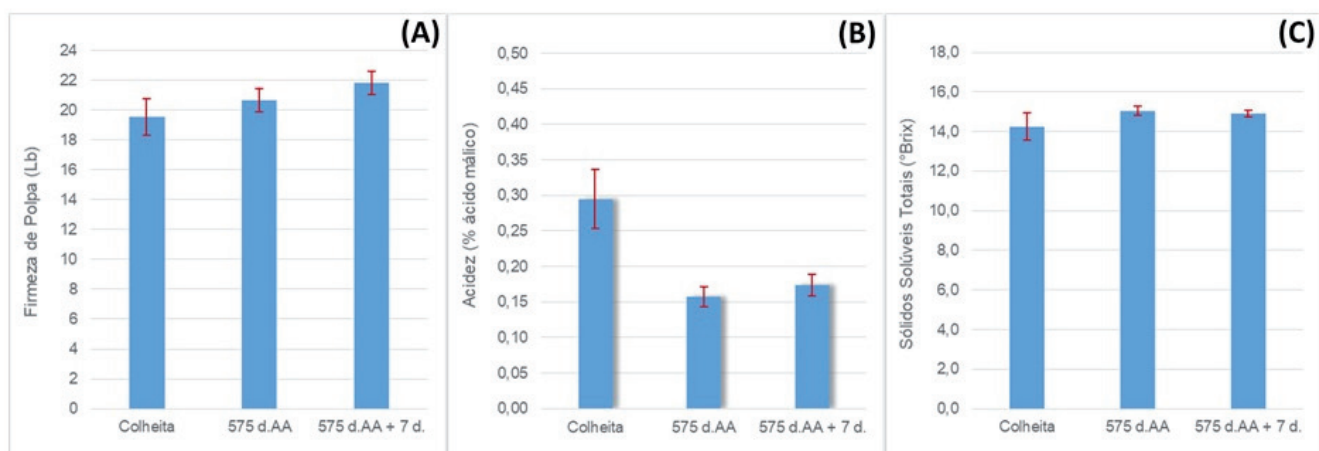 (A)
Firmeza de Polpa (Lb)
24
22
20
18
16
14
12
10
8
6
4
2
0
Colheita
575 d.AA
575 d.AA + 7 d.
(B)
Acidez (% ácido málico)
0,50
0,45
0,40
0,35
0,30
0,25
0,20
0,15
0,10
0,05
0,00
Colheita
575 d.AA
575 d.AA + 7 d.
(C)
Sólidos Solúveis Totais (°Brix)
18,0
16,0
14,0
12,0
10,0
8,0
6,0
4,0
2,0
0,0
Colheita
575 d.AA
575 d.AA + 7 d.